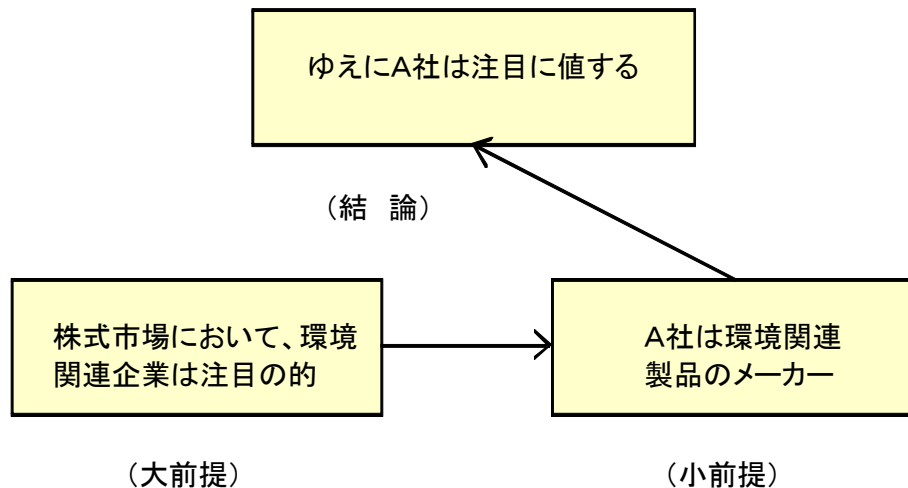 ゆえにA社は注目に値する
（結　論）
株式市場において、環境
関連企業は注目の的
A社は環境関連
製品のメーカー
（大前提）
（小前提）